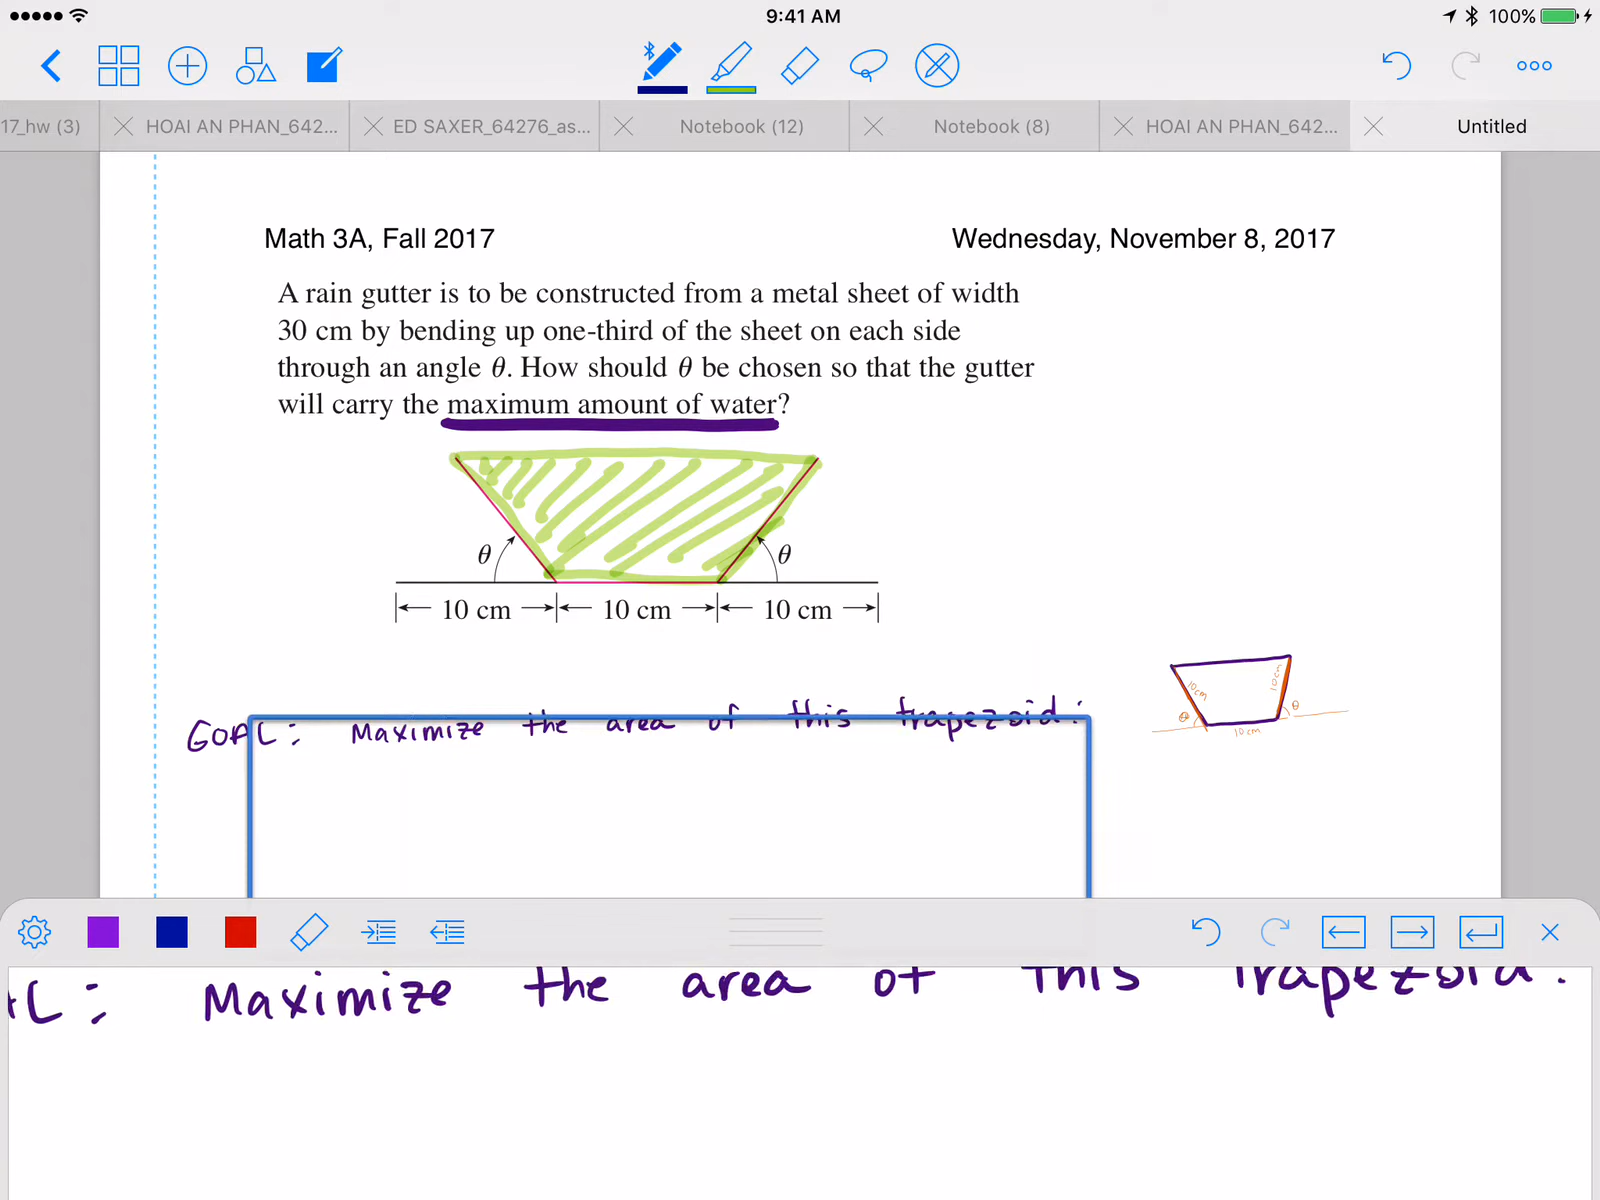 9:41 AM
100%
17_hw (3)
HOAI AN PHAN_642...
ED SAXER_64276_as...
Notebook (12)
Notebook (8)
HOAI AN PHAN_642...
Untitled
Math 3A, Fall 2017
Wednesday, November 8, 2017
A rain gutter is to be constructed from a metal sheet of width
30 cm by bending up one-third of the sheet on each side
through an angle θ. How should θ be chosen so that the gutter
will carry the maximum amount of water?
θ
θ
10 cm
10 cm
10 cm
10cm
10cm
θ
θ
10cm
GOAL: Maximize the area of this trapezoid:
AL: Maximize the area of this trapezoid: